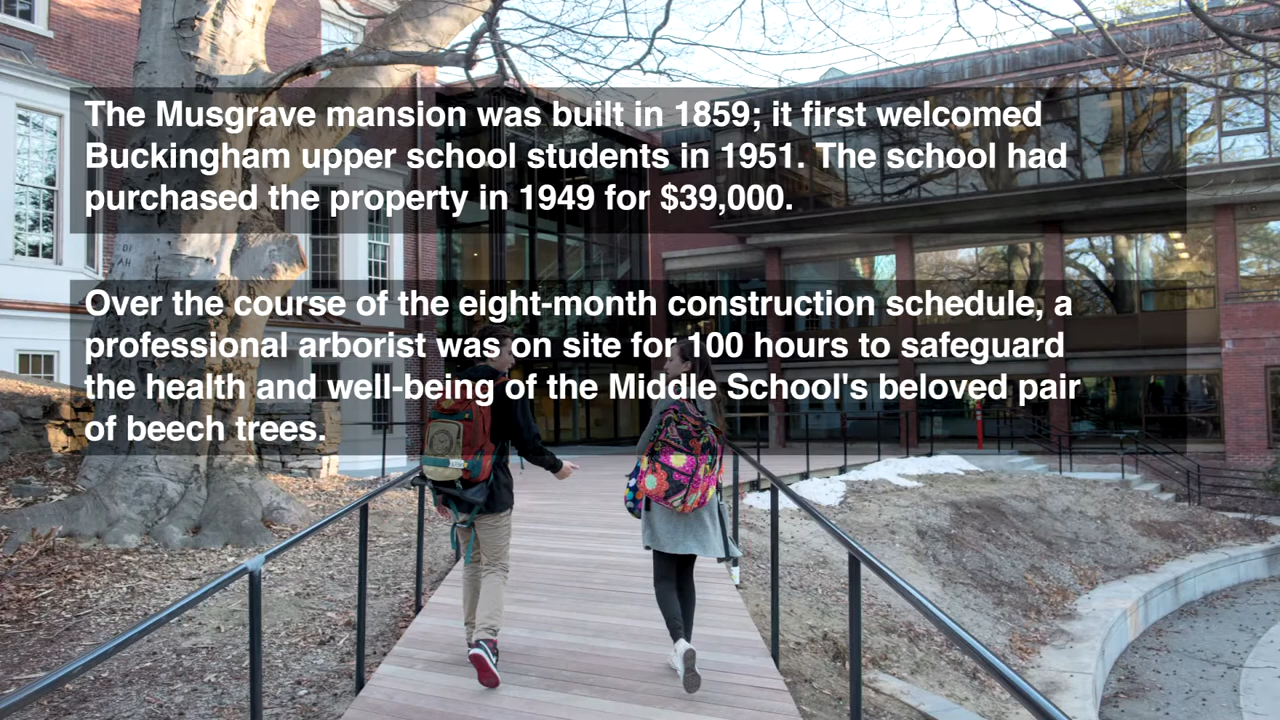 The Musgrave mansion was built in 1859; it first welcomed
Buckingham upper school students in 1951. The school had
purchased the property in 1949 for $39,000.
Over the course of the eight-month construction schedule, a
professional arborist was on site for 100 hours to safeguard
the health and well-being of the Middle School's beloved pair
of beech trees.